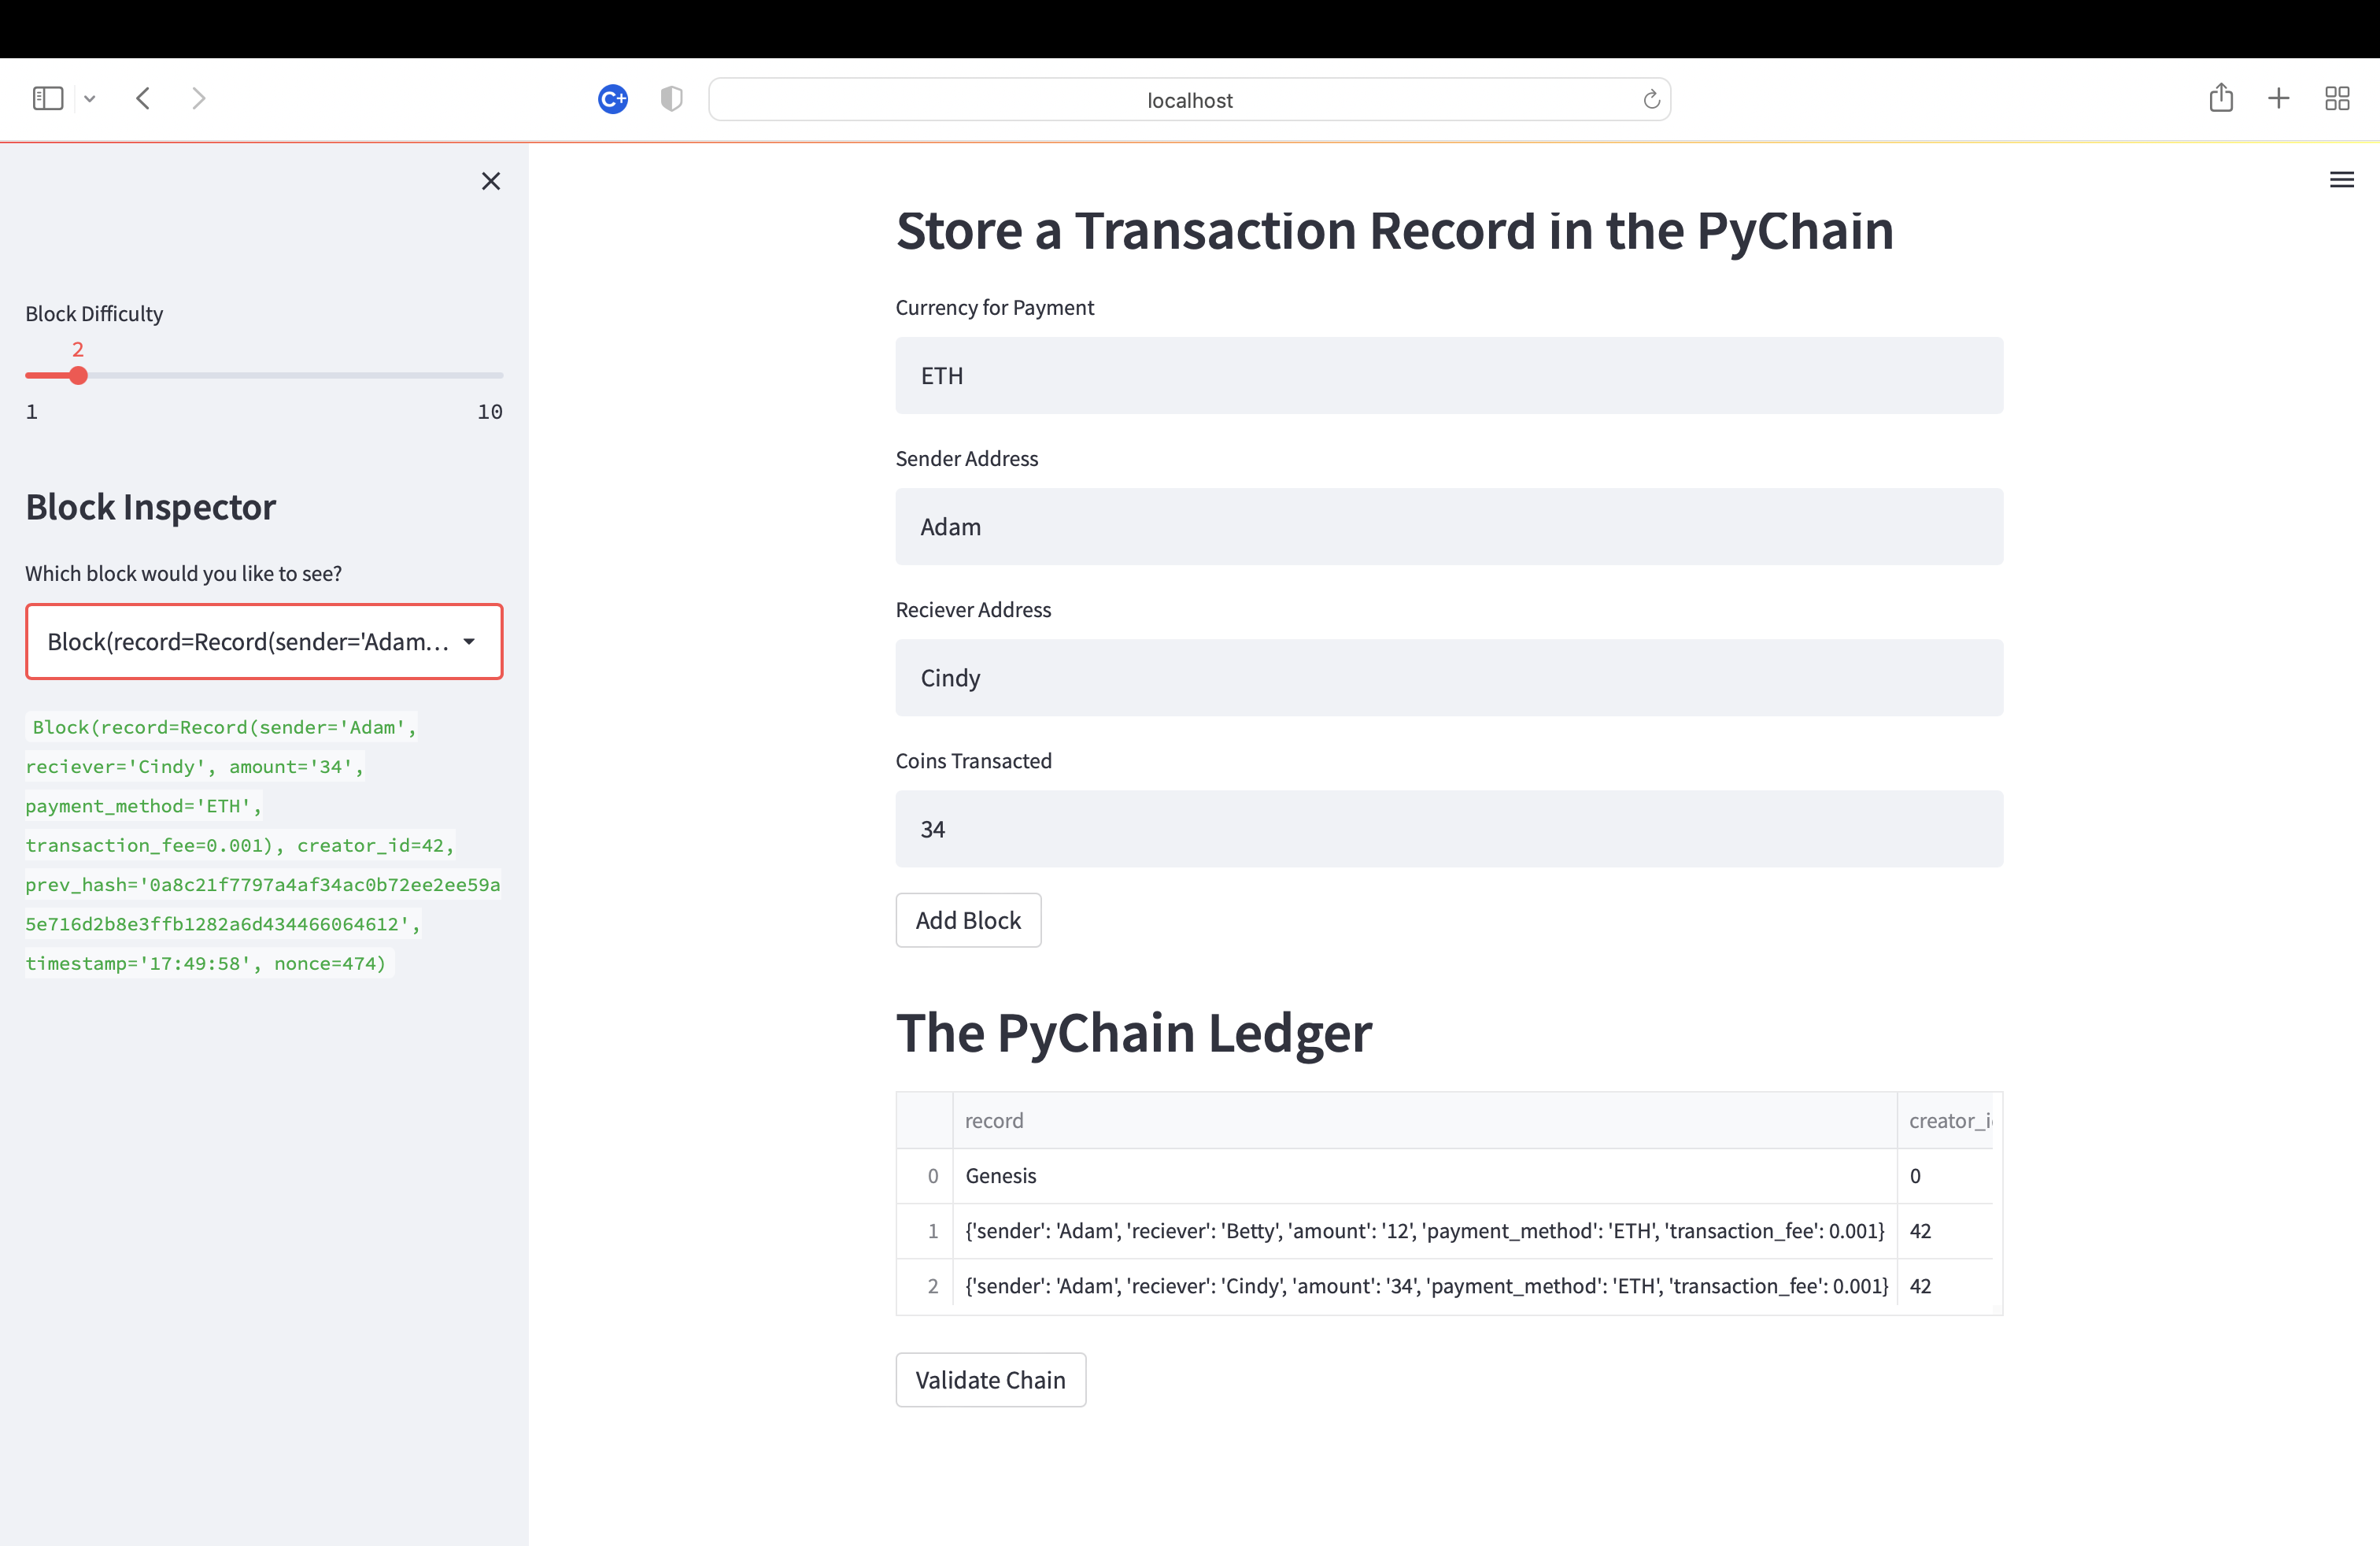 C+
localhost
Block Difficulty
2
1
10
Block Inspector
Which block would you like to see?
Block(record=Record(sender='Adam...
Block(record=Record(sender='Adam',
reciever='Cindy', amount='34',
payment_method='ETH',
transaction_fee=0.001), creator_id=42,
prev_hash='0a8c21f7797a4af34ac0b72ee2ee59a
5e716d2b8e3ffb1282a6d434466064612',
timestamp='17:49:58', nonce=474)
Store a Transaction Record in the PyChain
Currency for Payment
ETH
Sender Address
Adam
Reciever Address
Cindy
Coins Transacted
34
Add Block
The PyChain Ledger
record creator_i
0 Genesis 0
1 {'sender': 'Adam', 'reciever': 'Betty', 'amount': '12', 'payment_method': 'ETH', 'transaction_fee': 0.001} 42
2 {'sender': 'Adam', 'reciever': 'Cindy', 'amount': '34', 'payment_method': 'ETH', 'transaction_fee': 0.001} 42
Validate Chain